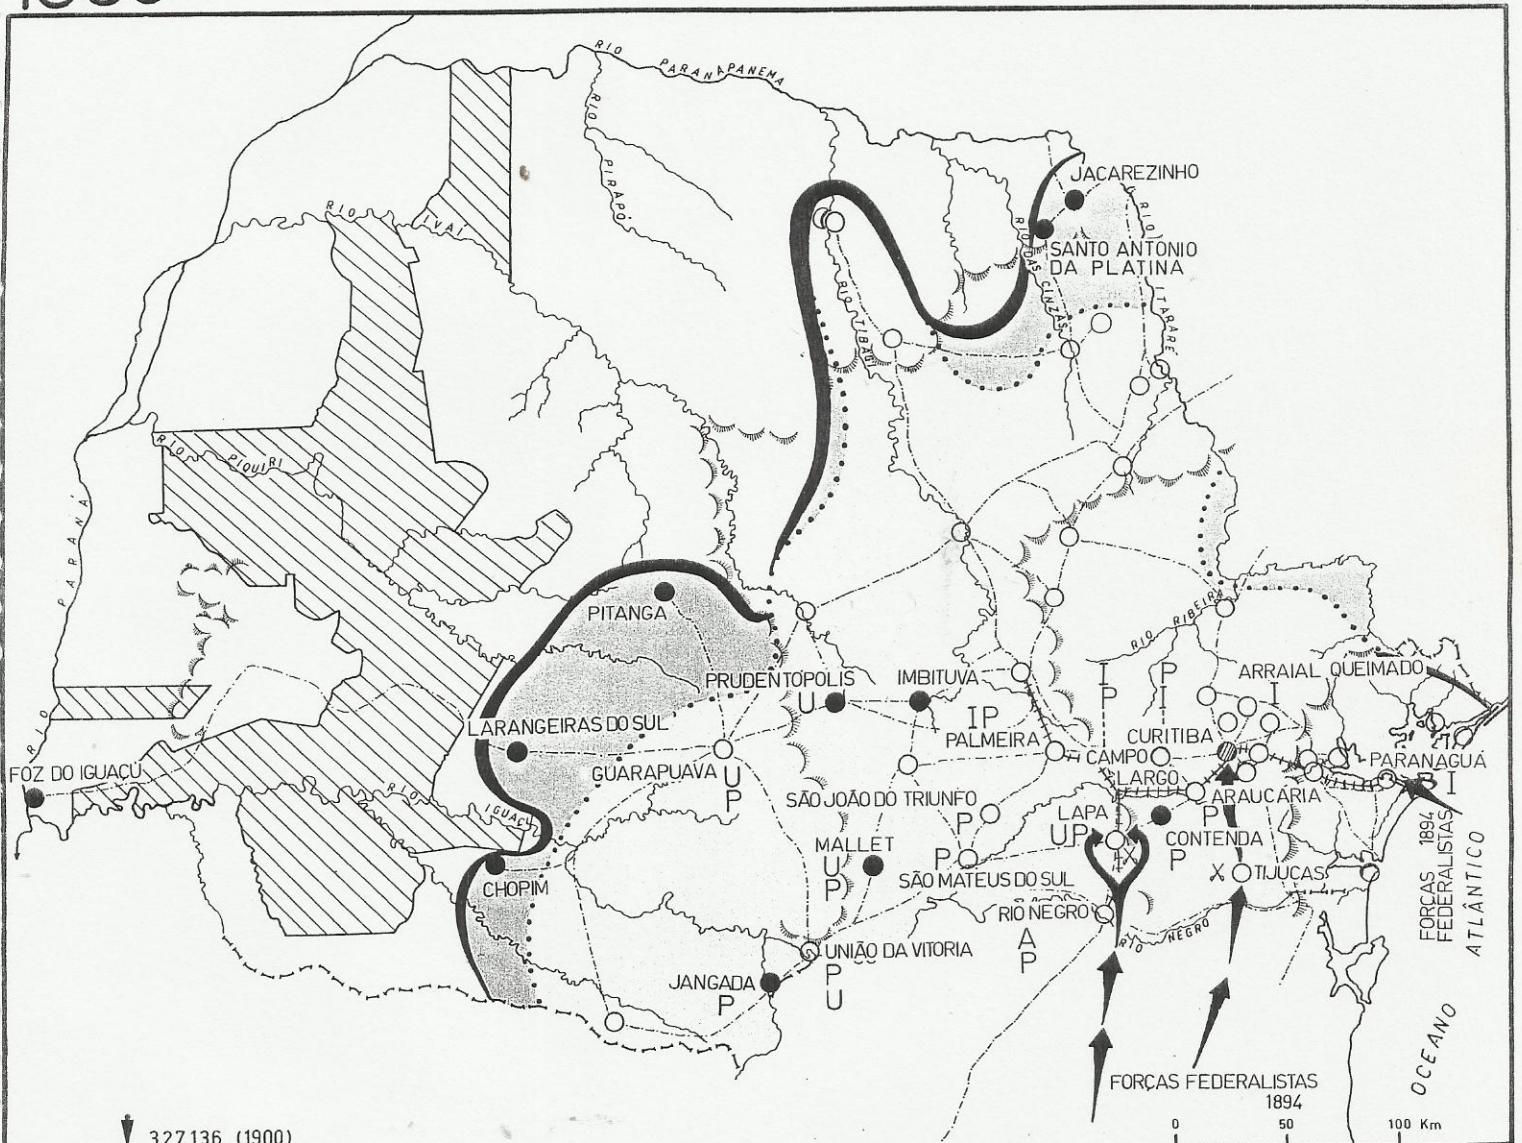 RIO
PARANAPANEMA
RIO
PIRAPÓ
JACAREZINHO
RIO
IVAÍ
RIO DAS CINZAS
RIO
ITARARÉ
SANTO ANTONIO
DA PLATINA
RIO TIBAGI
RIO
PIQUIRI
RIO PARANÁ
PITANGA
RIO RIBEIRA
PRUDENTÓPOLIS
U
IMBITUVA
I
P
P
I
ARRAIAL QUEIMADO
I
I
IP
PALMEIRA
LARANGEIRAS DO SUL
CURITIBA
CAMPO
LARGO
PARANAGUÁ
P I
FOZ DO IGUAÇÚ
GUARAPUAVA
U
P
RIO
IGUAÇU
SÃO JOÃO DO TRIUNFO
P
ARAUCÁRIA
P
LAPA
UP
X
CONTENDA
P
MALLET
U
P
P
SÃO MATEUS DO SUL
X
TIJUCAS
CHOPIM
RIO NEGRO
A
P
RIO NEGRO
FORÇAS 1894
FEDERALISTAS
ATLÂNTICO
OCEANO
UNIÃO DA VITORIA
P
U
JANGADA
P
FORÇAS FEDERALISTAS
1894
0 50 100 Km
327.136 (1900)